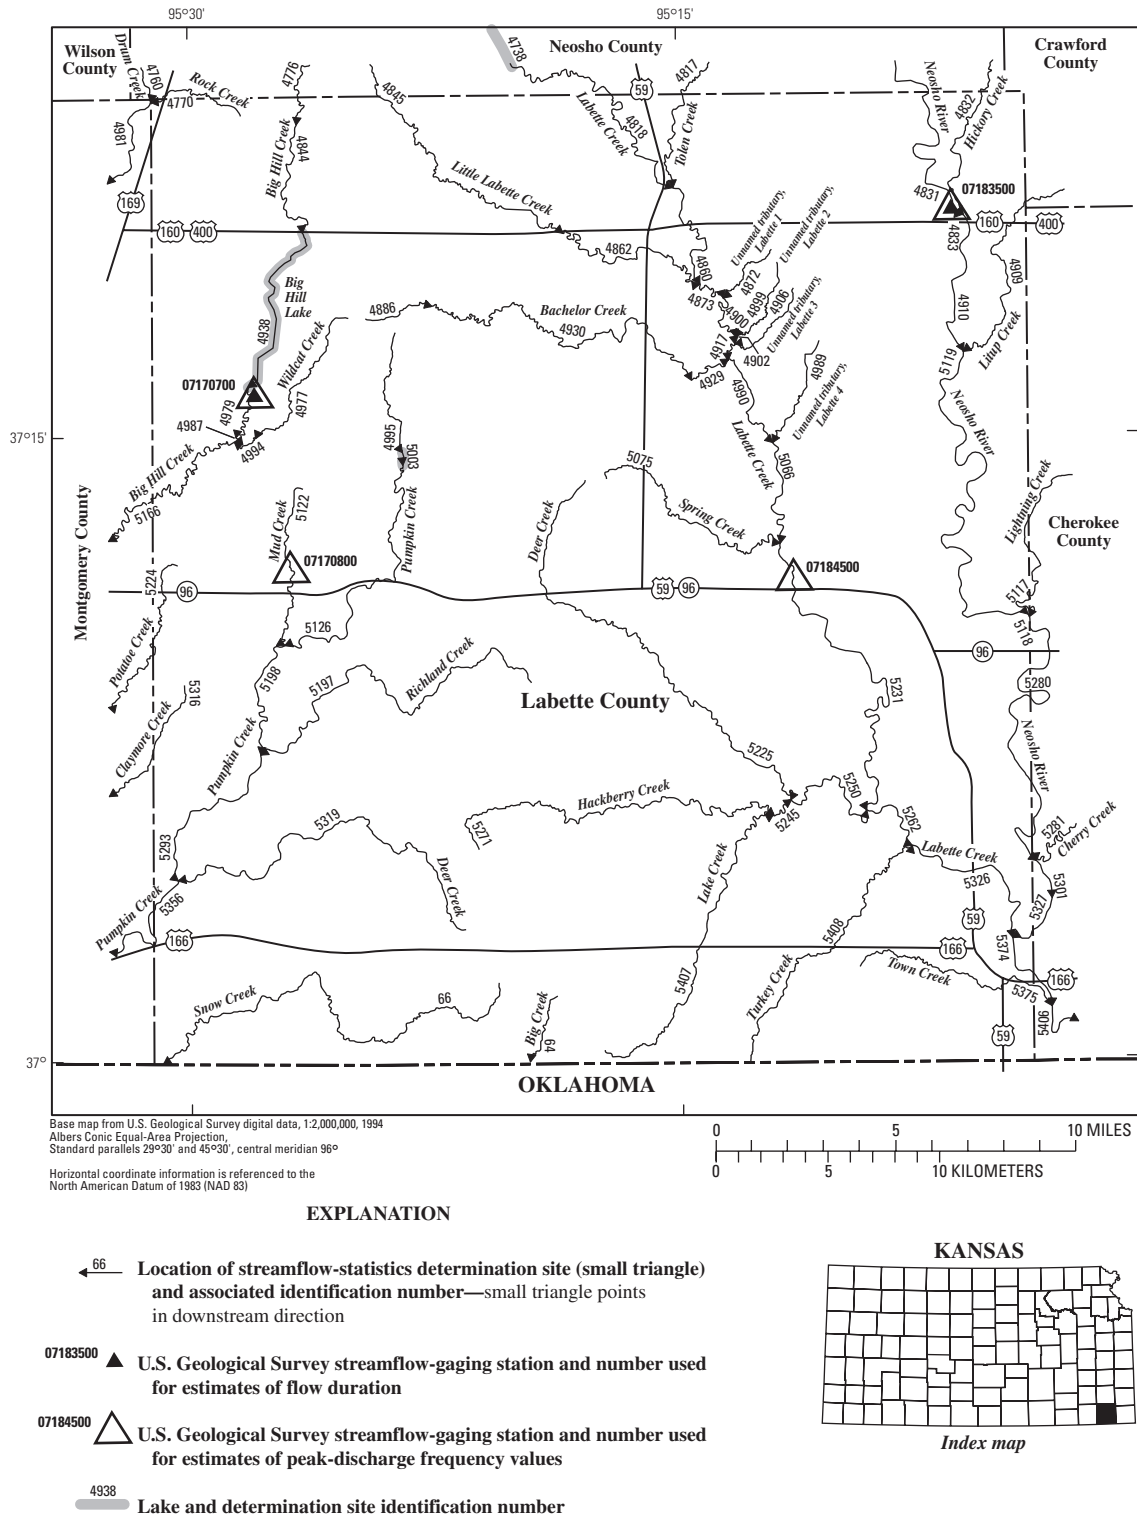 95°30'
95°15'
Wilson
County
Neosho County
Crawford
County
Drum Creek
4760
4770
Rock Creek
4981
4776
4845
4738
Labette Creek
4818
59
4817
Tolen Creek
Neosho River
4832
Hickory Creek
169
Big Hill Creek
4844
Little Labette Creek
4831
07183500
160
400
4862
160
400
4833
4909
Unnamed tributary,
Labette 1
Unnamed tributary,
Labette 2
4860
4872
4873
4899
4900
4906
Unnamed tributary,
Labette 3
Big
Hill
Lake
4938
4886
Bachelor Creek
4930
4917
4902
4929
4910
5119
Litup Creek
Wildcat Creek
07170700
4979
4977
4987
4994
4990
4989
Unnamed tributary,
Labette 4
37°15'
Big Hill Creek
5166
4995
5003
Pumpkin Creek
Labette Creek
5066
Neosho River
5075
Spring Creek
Lightning Creek
Mud Creek
5122
Deer Creek
Cherokee
County
Montgomery County
07170800
07184500
5224
96
59
96
5117
5118
Potatoe Creek
5126
96
5198
5197
Richland Creek
5316
Claymore Creek
Labette County
5231
5280
Neosho River
Pumpkin Creek
5225
5250
Hackberry Creek
5245
5262
5271
5319
5293
5281
Cherry Creek
Labette Creek
5326
Deer Creek
Lake Creek
5301
5327
Pumpkin Creek
5356
166
5408
59
166
5374
Town Creek
Turkey Creek
5407
166
5375
5406
Snow Creek
66
Big Creek
64
59
37°
OKLAHOMA
Base map from U.S. Geological Survey digital data, 1:2,000,000, 1994
Albers Conic Equal-Area Projection,
Standard parallels 29°30' and 45°30', central meridian 96°
Horizontal coordinate information is referenced to the
North American Datum of 1983 (NAD 83)
0 5 10 MILES
0 5 10 KILOMETERS
EXPLANATION
66
Location of streamflow-statistics determination site (small triangle)
and associated identification number—small triangle points
in downstream direction
07183500
U.S. Geological Survey streamflow-gaging station and number used
for estimates of flow duration
07184500
U.S. Geological Survey streamflow-gaging station and number used
for estimates of peak-discharge frequency values
4938
Lake and determination site identification number
KANSAS
Index map